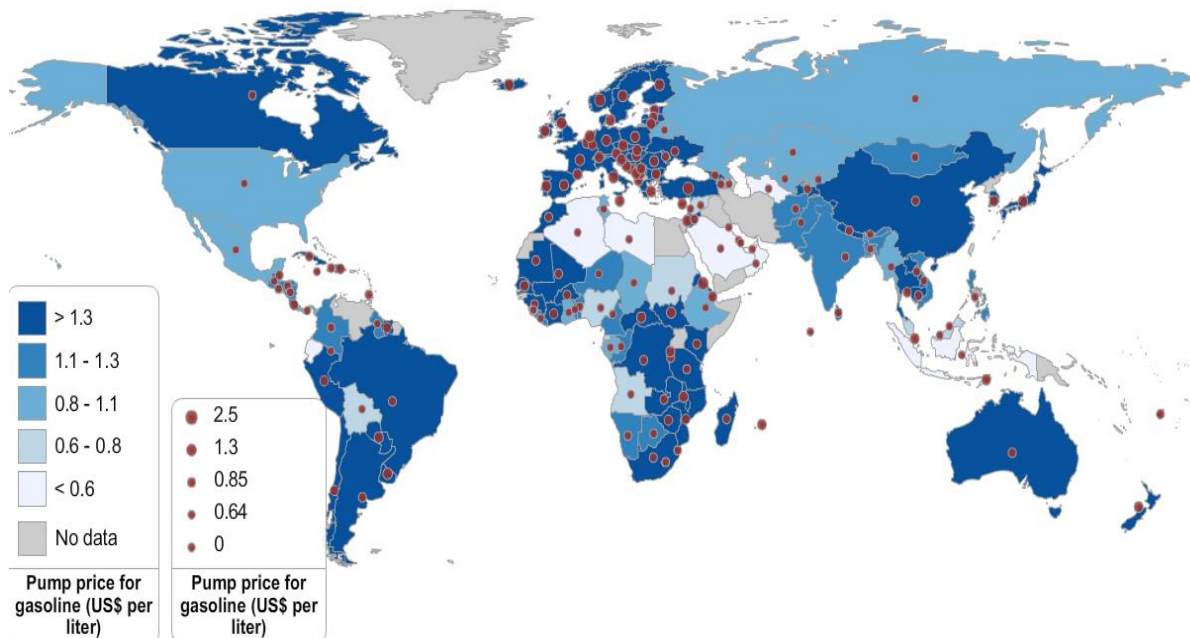 > 1.3
1.1 - 1.3
0.8 - 1.1
0.6 - 0.8
< 0.6
No data
Pump price for
gasoline (US$ per
liter)
2.5
1.3
0.85
0.64
0
Pump price for
gasoline (US$ per
liter)